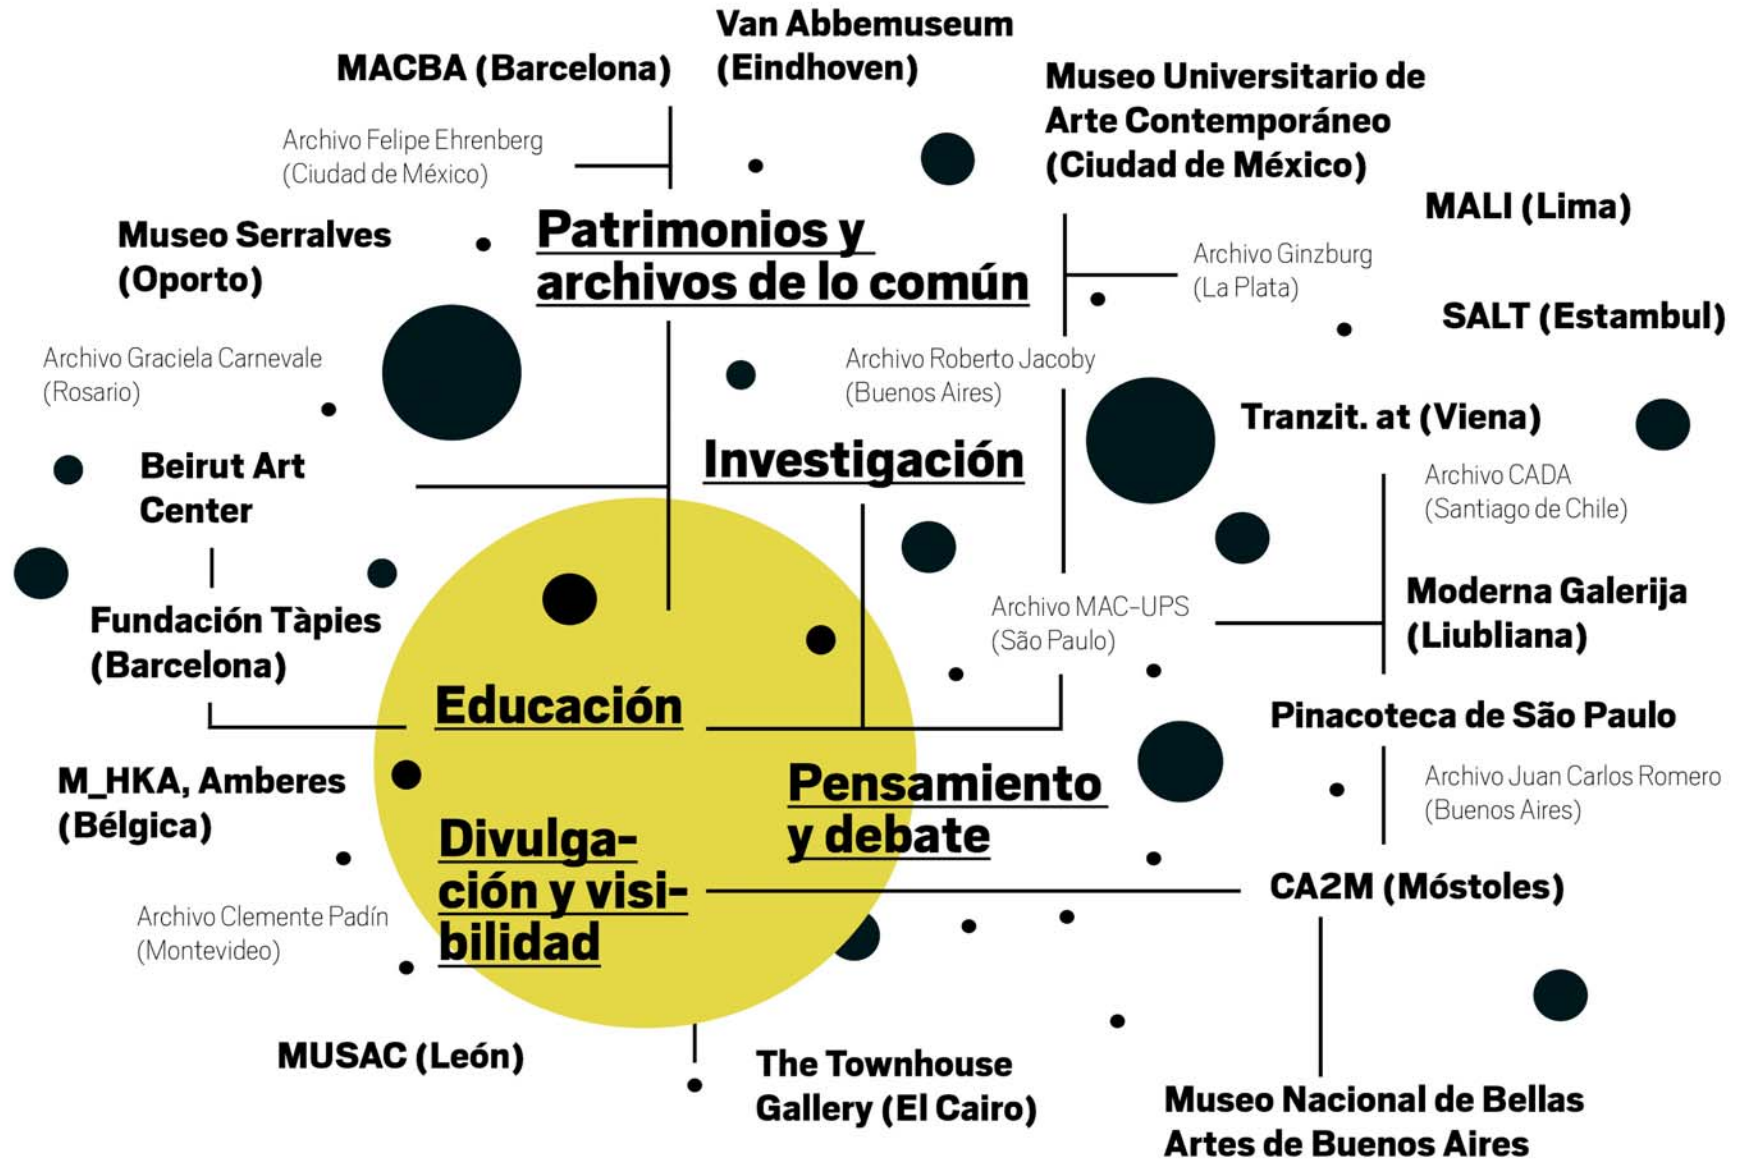 Van Abbemuseum
(Eindhoven)
MACBA (Barcelona)
Museo Universitario de
Arte Contemporáneo
(Ciudad de México)
Archivo Felipe Ehrenberg
(Ciudad de México)
MALI (Lima)
Museo Serralves
(Oporto)
Patrimonios y
archivos de lo común
Archivo Ginzburg
(La Plata)
SALT (Estambul)
Archivo Graciela Carnevale
(Rosario)
Archivo Roberto Jacoby
(Buenos Aires)
Tranzit. at (Viena)
Beirut Art
Center
Investigación
Archivo CADA
(Santiago de Chile)
Fundación Tàpies
(Barcelona)
Archivo MAC-UPS
(São Paulo)
Moderna Galerija
(Liubliana)
Educación
Pinacoteca de São Paulo
M_HKA, Amberes
(Bélgica)
Pensamiento
y debate
Archivo Juan Carlos Romero
(Buenos Aires)
Divulga-
ción y visi-
bilidad
CA2M (Móstoles)
Archivo Clemente Padín
(Montevideo)
MUSAC (León)
The Townhouse
Gallery (El Cairo)
Museo Nacional de Bellas
Artes de Buenos Aires